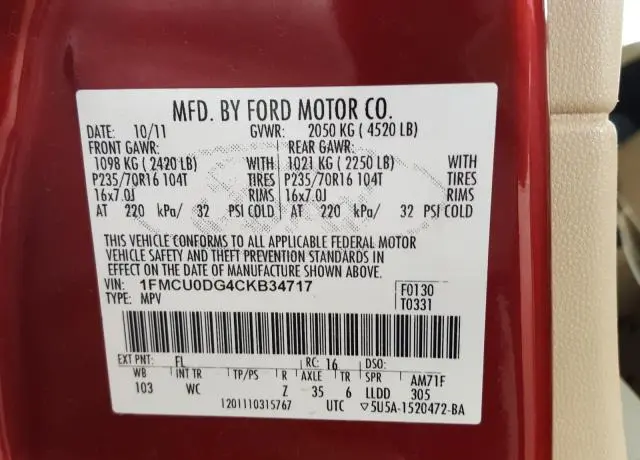 MFD. BY FORD MOTOR CO.
DATE: 10/11 GVWR: 2050 KG ( 4520 LB)
FRONT GAWR: REAR GAWR:
1098 KG ( 2420 LB) WITH 1021 KG ( 2250 LB) WITH
P235/70R16 104T TIRES P235/70R16 104T TIRES
16x7.0J RIMS 16x7.0J RIMS
AT 220 kPa/ 32 PSI COLD AT 220 kPa/ 32 PSI COLD
THIS VEHICLE CONFORMS TO ALL APPLICABLE FEDERAL MOTOR
VEHICLE SAFETY AND THEFT PREVENTION STANDARDS IN
EFFECT ON THE DATE OF MANUFACTURE SHOWN ABOVE.
VIN: 1FMCU0DG4CKB34717 F0130
TYPE: MPV T0331
EXT PNT: FL RC: 16 DSO:
WB INT TR TP/PS R AXLE TR SPR AM71F
103 WC Z 35 6 LLDD 305
1201110315767 UTC ▽5U5A-1520472-BA